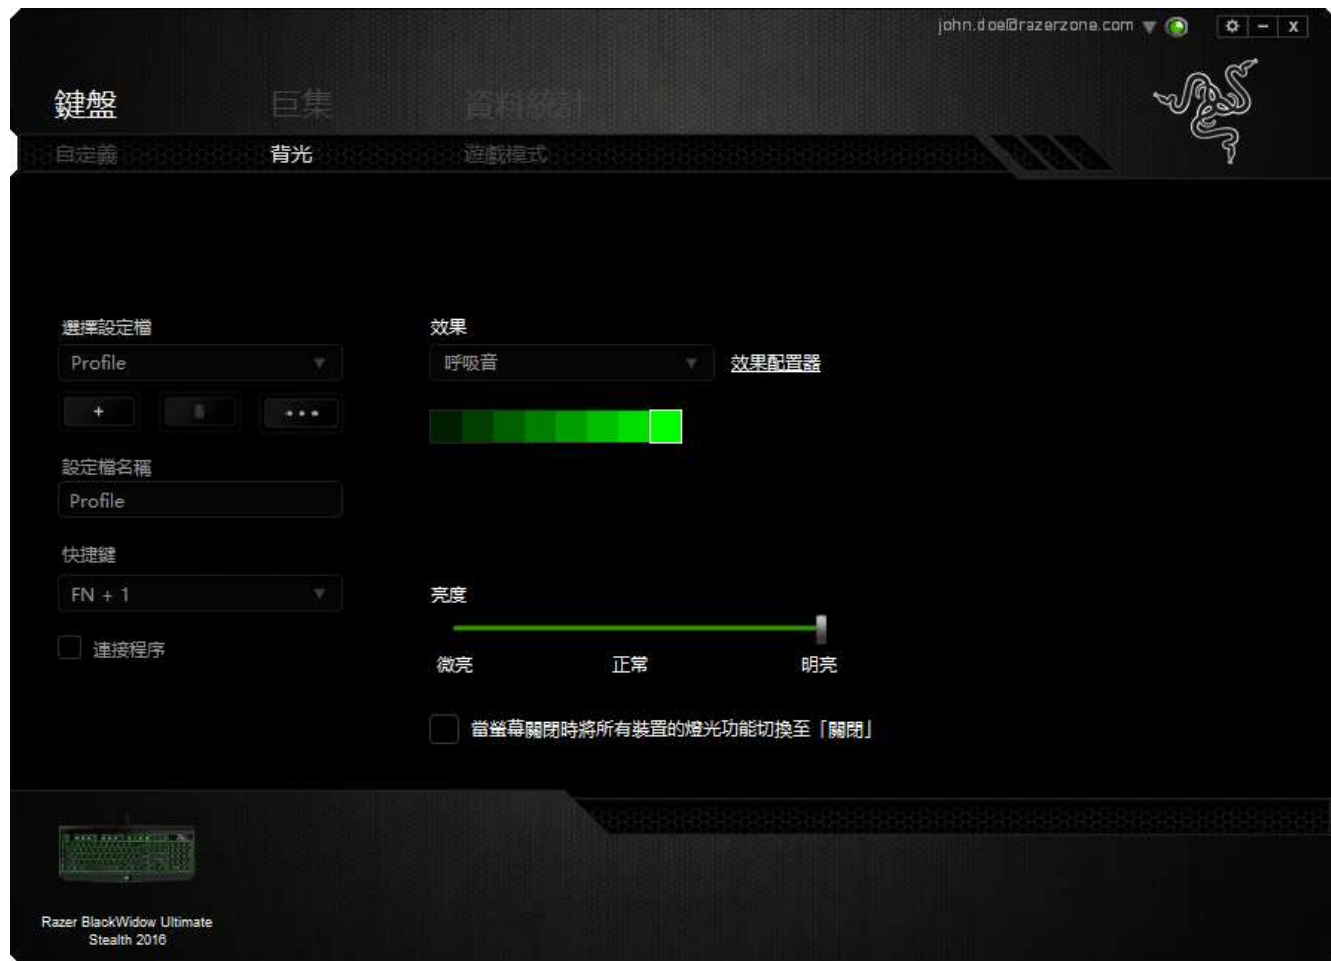 john.doe@razerzone.com
鍵盤
巨集
資料統計
自定義
背光
遊戲模式
選擇設定檔
Profile
設定檔名稱
Profile
快捷鍵
FN + 1
連接程序
效果
呼吸音
效果配置器
亮度
微亮
正常
明亮
當螢幕關閉時將所有裝置的燈光功能切換至「關閉」
Razer BlackWidow Ultimate
Stealth 2016